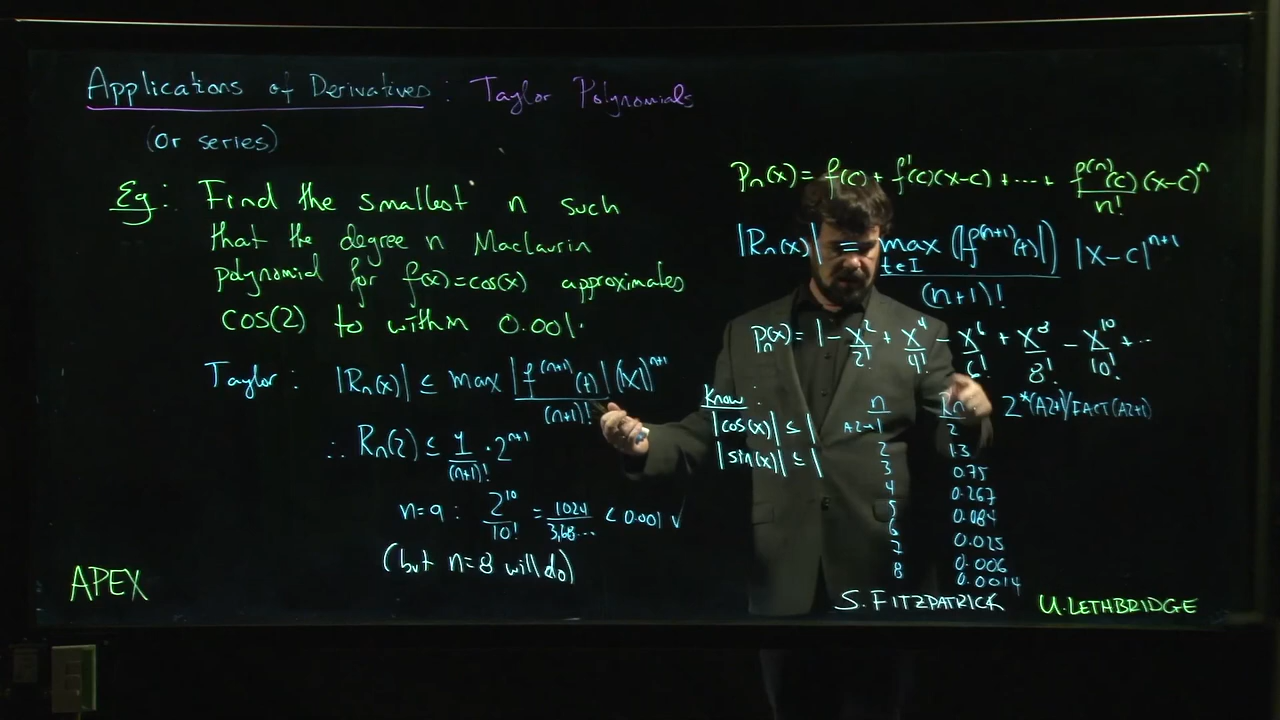 Applications of Derivatives : Taylor Polynomials
(or series)
Eg: Find the smallest n such
that the degree n Maclaurin
polynomial for f(x)=cos(x) approximates
cos(2) to within 0.001.
Taylor: |Rₙ(x)| ≤ max |f⁽ⁿ⁺¹⁾(t)| / (n+1)! (|x|)ⁿ⁺¹
∴ Rₙ(2) ≤ 1/(n+1)! · 2ⁿ⁺¹
n=9 : 2¹⁰/10! = 1024/3,68... < 0.001 ✓
(but n=8 will do)
APEX
Pₙ(x) = f(c) + f'(c)(x-c) + ... + f⁽ⁿ⁾(c)/n! (x-c)ⁿ
|Rₙ(x)| = max t∈I (|f⁽ⁿ⁺¹⁾(t)|) / (n+1)! |x-c|ⁿ⁺¹
Pₙ(x) = 1 - x²/2! + x⁴/4! - x⁶/6! + x⁸/8! - x¹⁰/10! + ...
Know:
|cos(x)| ≤ 1
|sin(x)| ≤ 1
n Rn 2^(A2+1)/FACT(A2+1)
A2→1 2
2 1.3
3 0.75
4 0.267
5 0.084
6 0.025
7 0.006
8 0.0014
S. FITZPATRICK U. LETHBRIDGE